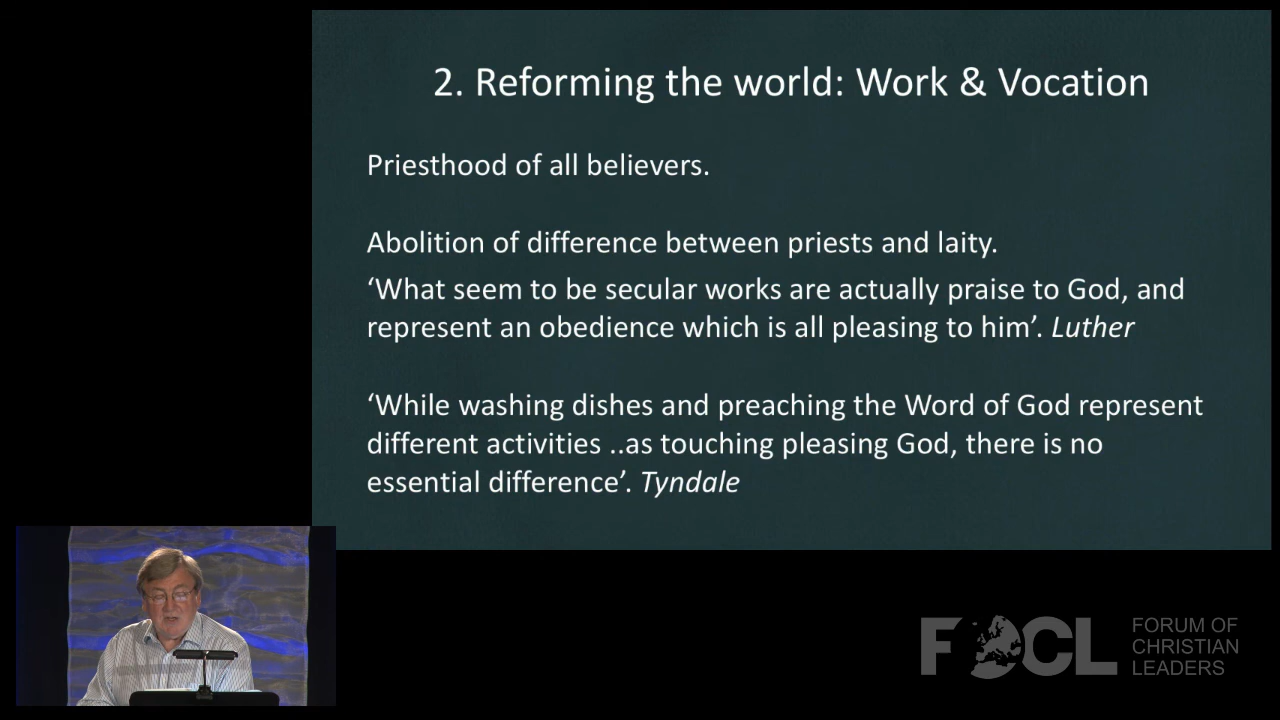 2. Reforming the world: Work & Vocation
Priesthood of all believers.
Abolition of difference between priests and laity.
‘What seem to be secular works are actually praise to God, and
represent an obedience which is all pleasing to him’. Luther
‘While washing dishes and preaching the Word of God represent
different activities ..as touching pleasing God, there is no
essential difference’. Tyndale
FOCL
FORUM OF
CHRISTIAN
LEADERS